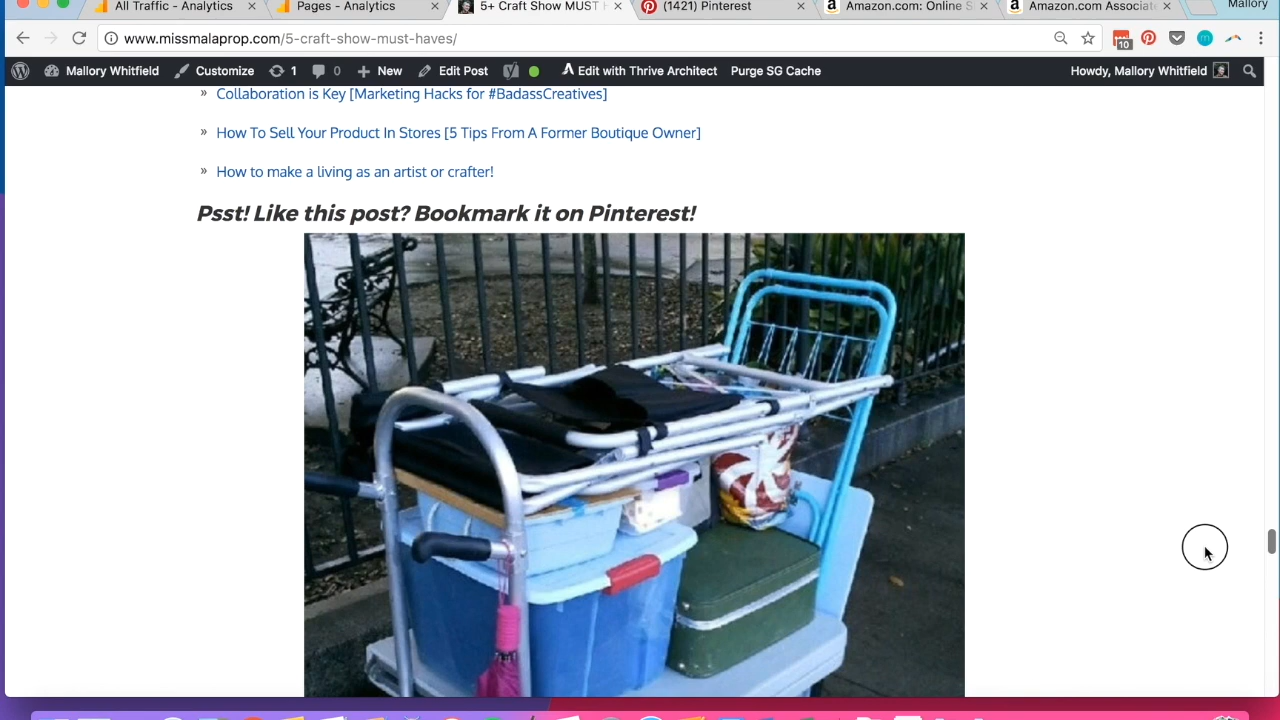 All Traffic - Analytics
Pages - Analytics
5+ Craft Show MUST H
(1421) Pinterest
Amazon.com: Online S
Amazon.com Associate
Mallory
www.missmalaprop.com/5-craft-show-must-haves/
10
Mallory Whitfield
Customize
1
0
New
Edit Post
Edit with Thrive Architect
Purge SG Cache
Howdy, Mallory Whitfield
» Collaboration is Key [Marketing Hacks for #BadassCreatives]
» How To Sell Your Product In Stores [5 Tips From A Former Boutique Owner]
» How to make a living as an artist or crafter!
Psst! Like this post? Bookmark it on Pinterest!